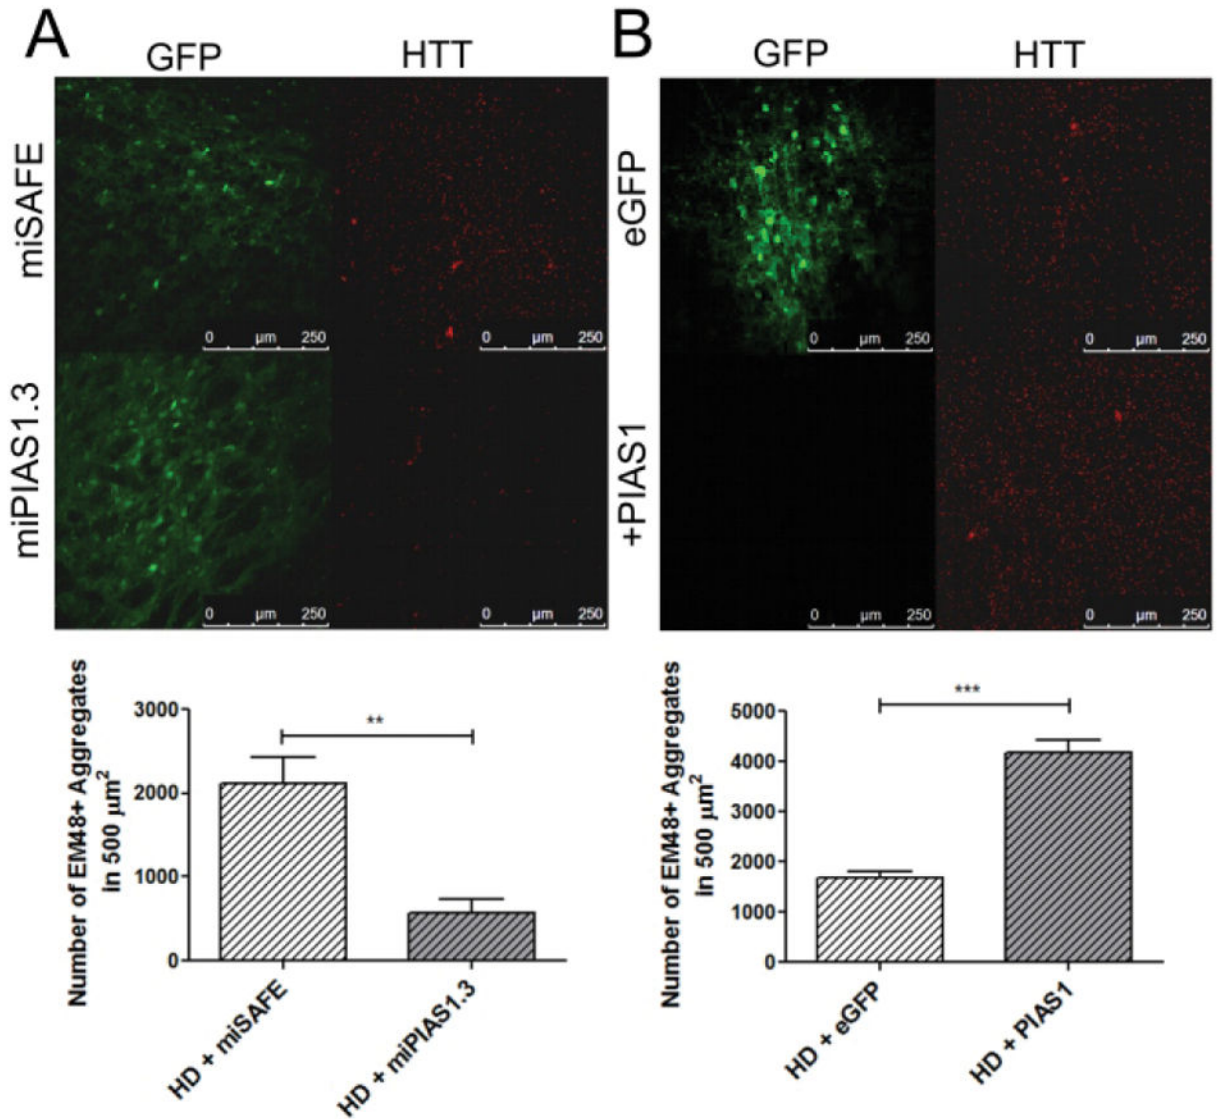 A
B
GFP
HTT
GFP
HTT
miSAFE
eGFP
0 µm 250
0 µm 250
0 µm 250
0 µm 250
miPIAS1.3
+PIAS1
0 µm 250
0 µm 250
0 µm 250
0 µm 250
Number of EM48+ Aggregates
in 500 µm²
3000
2000
1000
0
**
HD + miSAFE
HD + miPIAS1.3
Number of EM48+ Aggregates
in 500 µm²
5000
4000
3000
2000
1000
0
***
HD + eGFP
HD + PIAS1